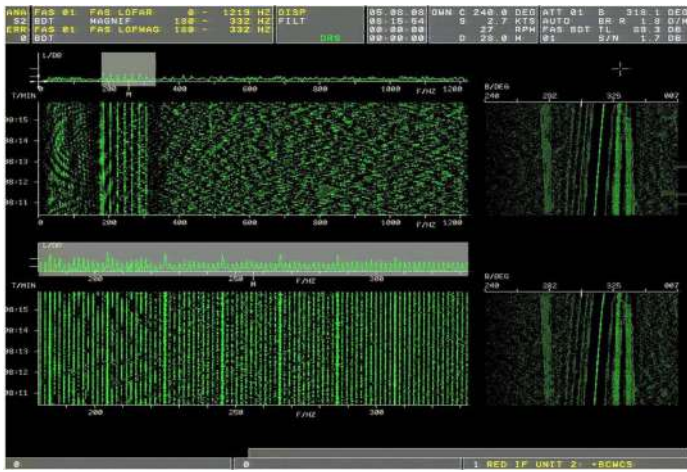 ANA FAS 01 FAS LOFAR 0 - 1219 HZ DISP 05.08.08 OWN C 240.0 DEG ATT 01 B 318.1 DEG
S2 BDT MAGNIF 180 - 332 HZ FILT 08:15:54 S 2.7 KTS AUTO BR R 1.8 D/M
ERR FAS 01 FAS LOFMAG 180 - 332 HZ 00:00:00 27 RPM FAS BDT TL 88.3 DB
0 BDT DRS 00:00:00 D 28.0 M 01 S/N 1.7 DB
L/DB
0 200 M 400 600 800 1000 F/HZ 1200
T/MIN
B/DEG
240 282 325 007
08:15
08:14
08:13
08:12
08:11
0 200 400 600 800 1000 F/HZ 1200
L/DB
200 250 M F/HZ 300
T/MIN
B/DEG
240 282 325 007
08:15
08:14
08:13
08:12
08:11
200 250 F/HZ 300
0 0 1 RED IF UNIT 2: +BCWCS